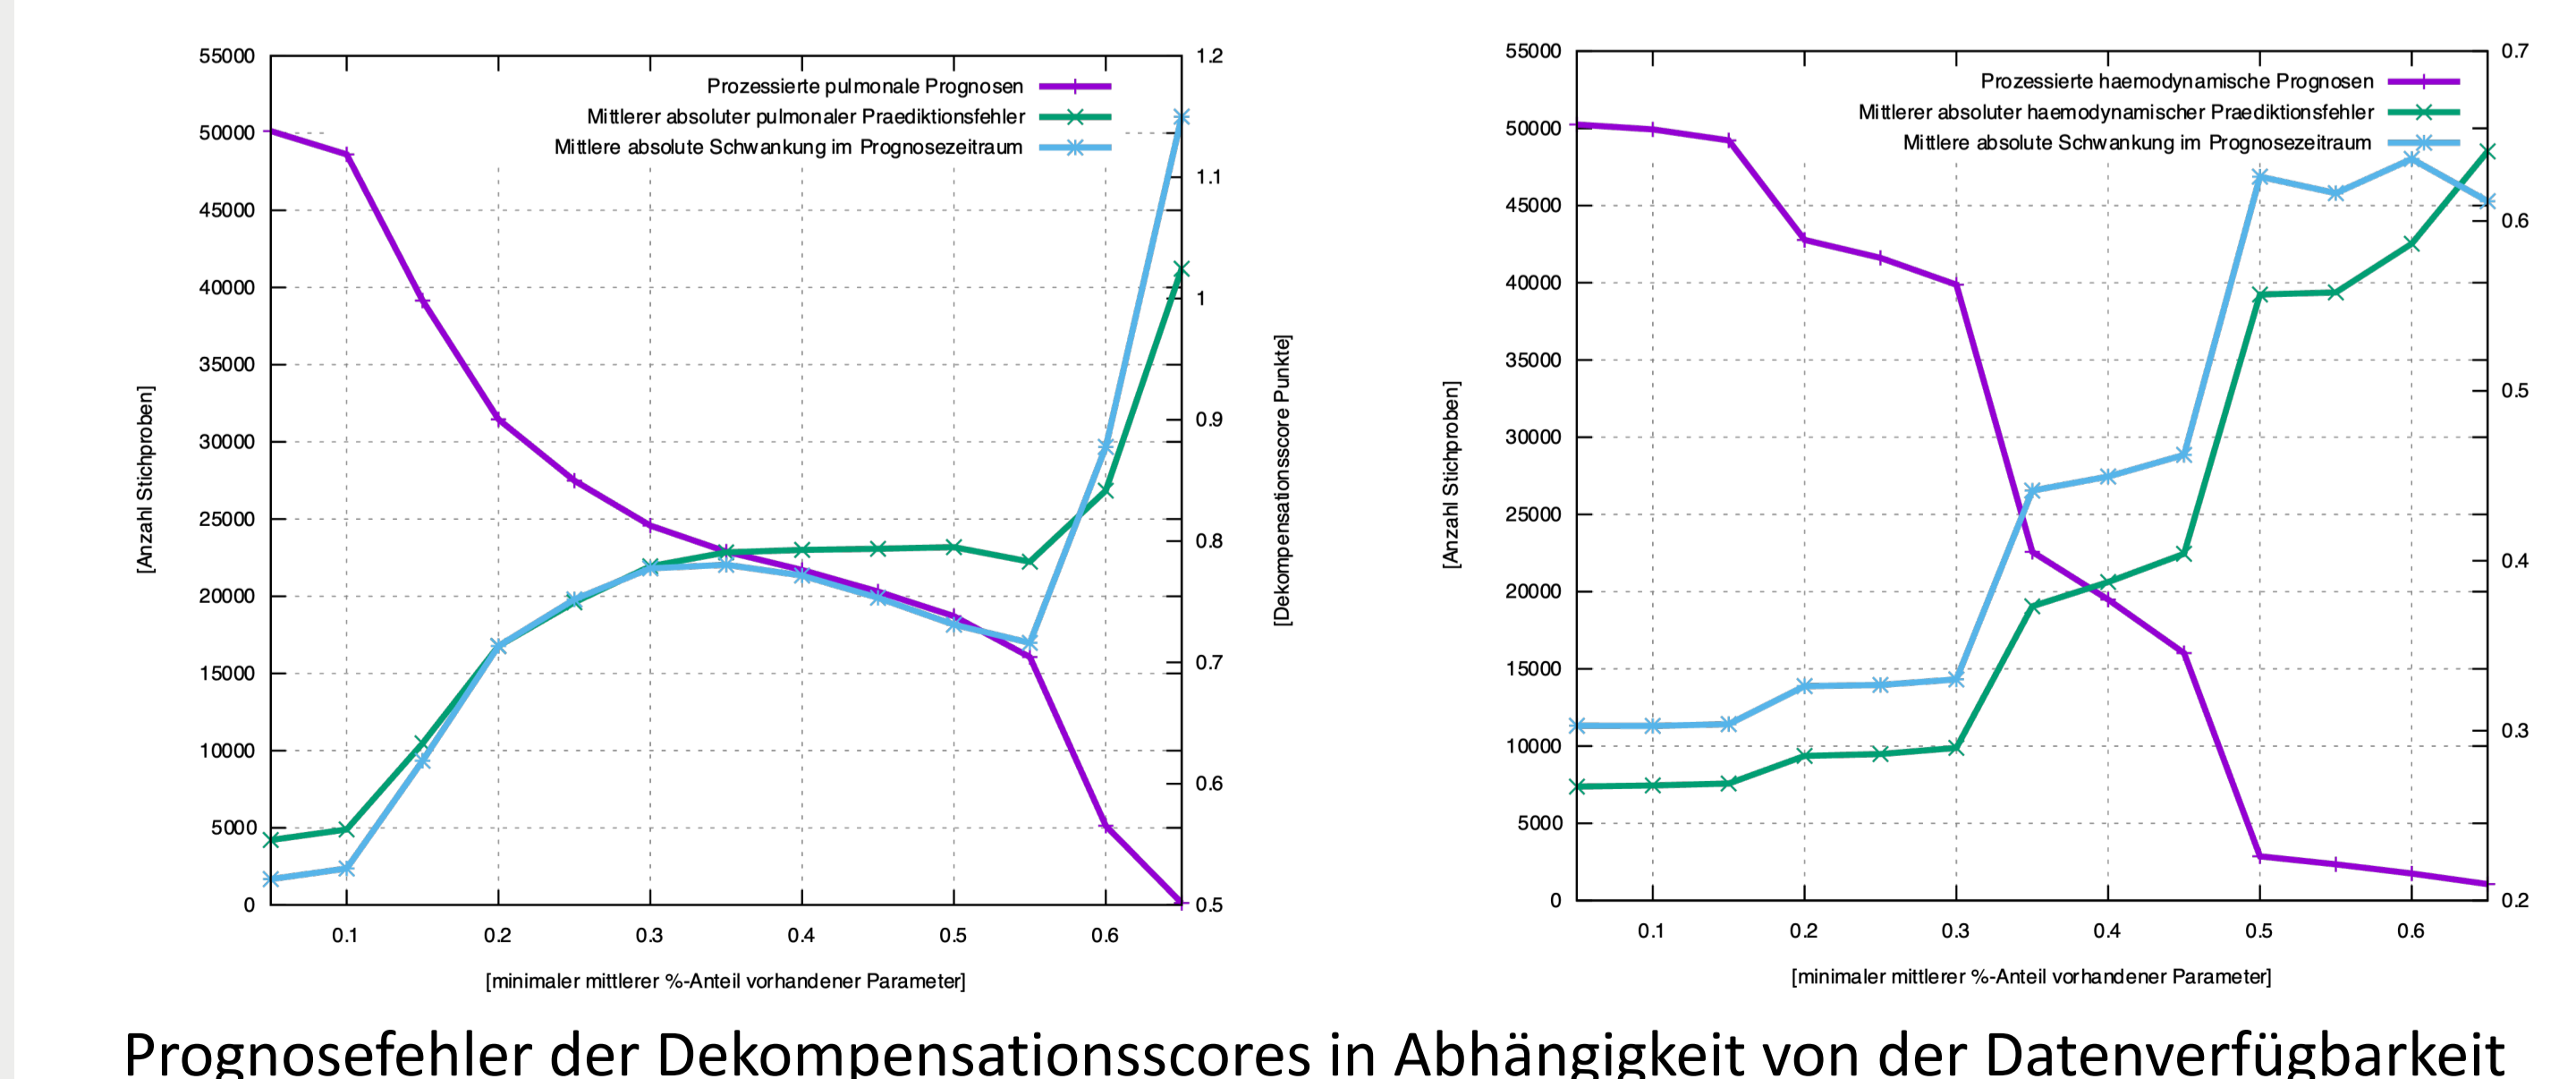 55000
50000
45000
40000
35000
30000
25000
20000
15000
10000
5000
0
[Anzahl Stichproben]
Prozessierte pulmonale Prognosen
Mittlerer absoluter pulmonaler Praediktionsfehler
Mittlere absolute Schwankung im Prognosezeitraum
1.2
1.1
1
0.9
0.8
0.7
0.6
0.5
[Dekompensationsscore Punkte]
0.1 0.2 0.3 0.4 0.5 0.6
[minimaler mittlerer %-Anteil vorhandener Parameter]
55000
50000
45000
40000
35000
30000
25000
20000
15000
10000
5000
0
[Anzahl Stichproben]
Prozessierte haemodynamische Prognosen
Mittlerer absoluter haemodynamischer Praediktionsfehler
Mittlere absolute Schwankung im Prognosezeitraum
0.7
0.6
0.5
0.4
0.3
0.2
0.1 0.2 0.3 0.4 0.5 0.6
[minimaler mittlerer %-Anteil vorhandener Parameter]
Prognosefehler der Dekompensationsscores in Abhängigkeit von der Datenverfügbarkeit